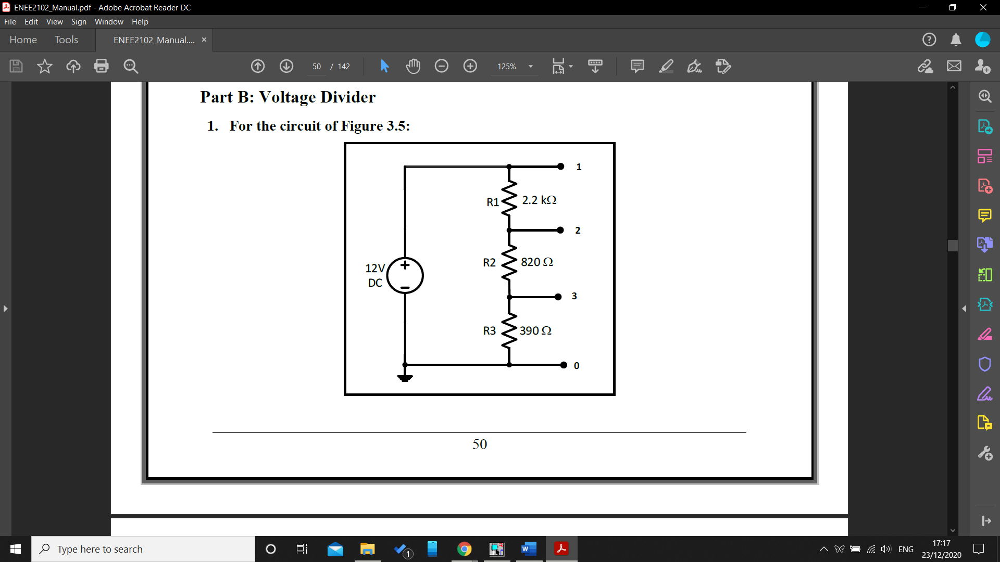 ENEE2102_Manual.pdf - Adobe Acrobat Reader DC
File Edit View Sign Window Help
Home Tools ENEE2102_Manual.... ×
50 / 142 125%
Part B: Voltage Divider
1. For the circuit of Figure 3.5:
1
R1 2.2 kΩ
2
R2 820 Ω
12V
DC
3
R3 390 Ω
0
50
Type here to search
1
W
ENG
17:17
23/12/2020